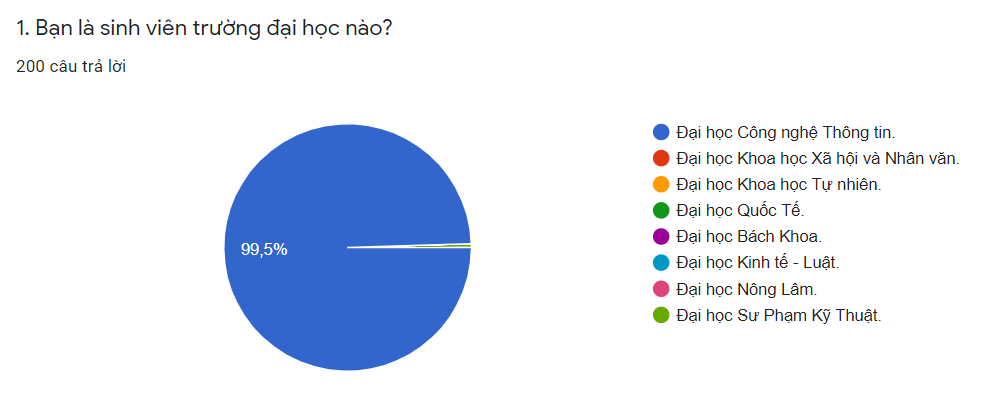 1. Bạn là sinh viên trường đại học nào?
200 câu trả lời
99,5%
Đại học Công nghệ Thông tin.
Đại học Khoa học Xã hội và Nhân văn.
Đại học Khoa học Tự nhiên.
Đại học Quốc Tế.
Đại học Bách Khoa.
Đại học Kinh tế - Luật.
Đại học Nông Lâm.
Đại học Sư Phạm Kỹ Thuật.